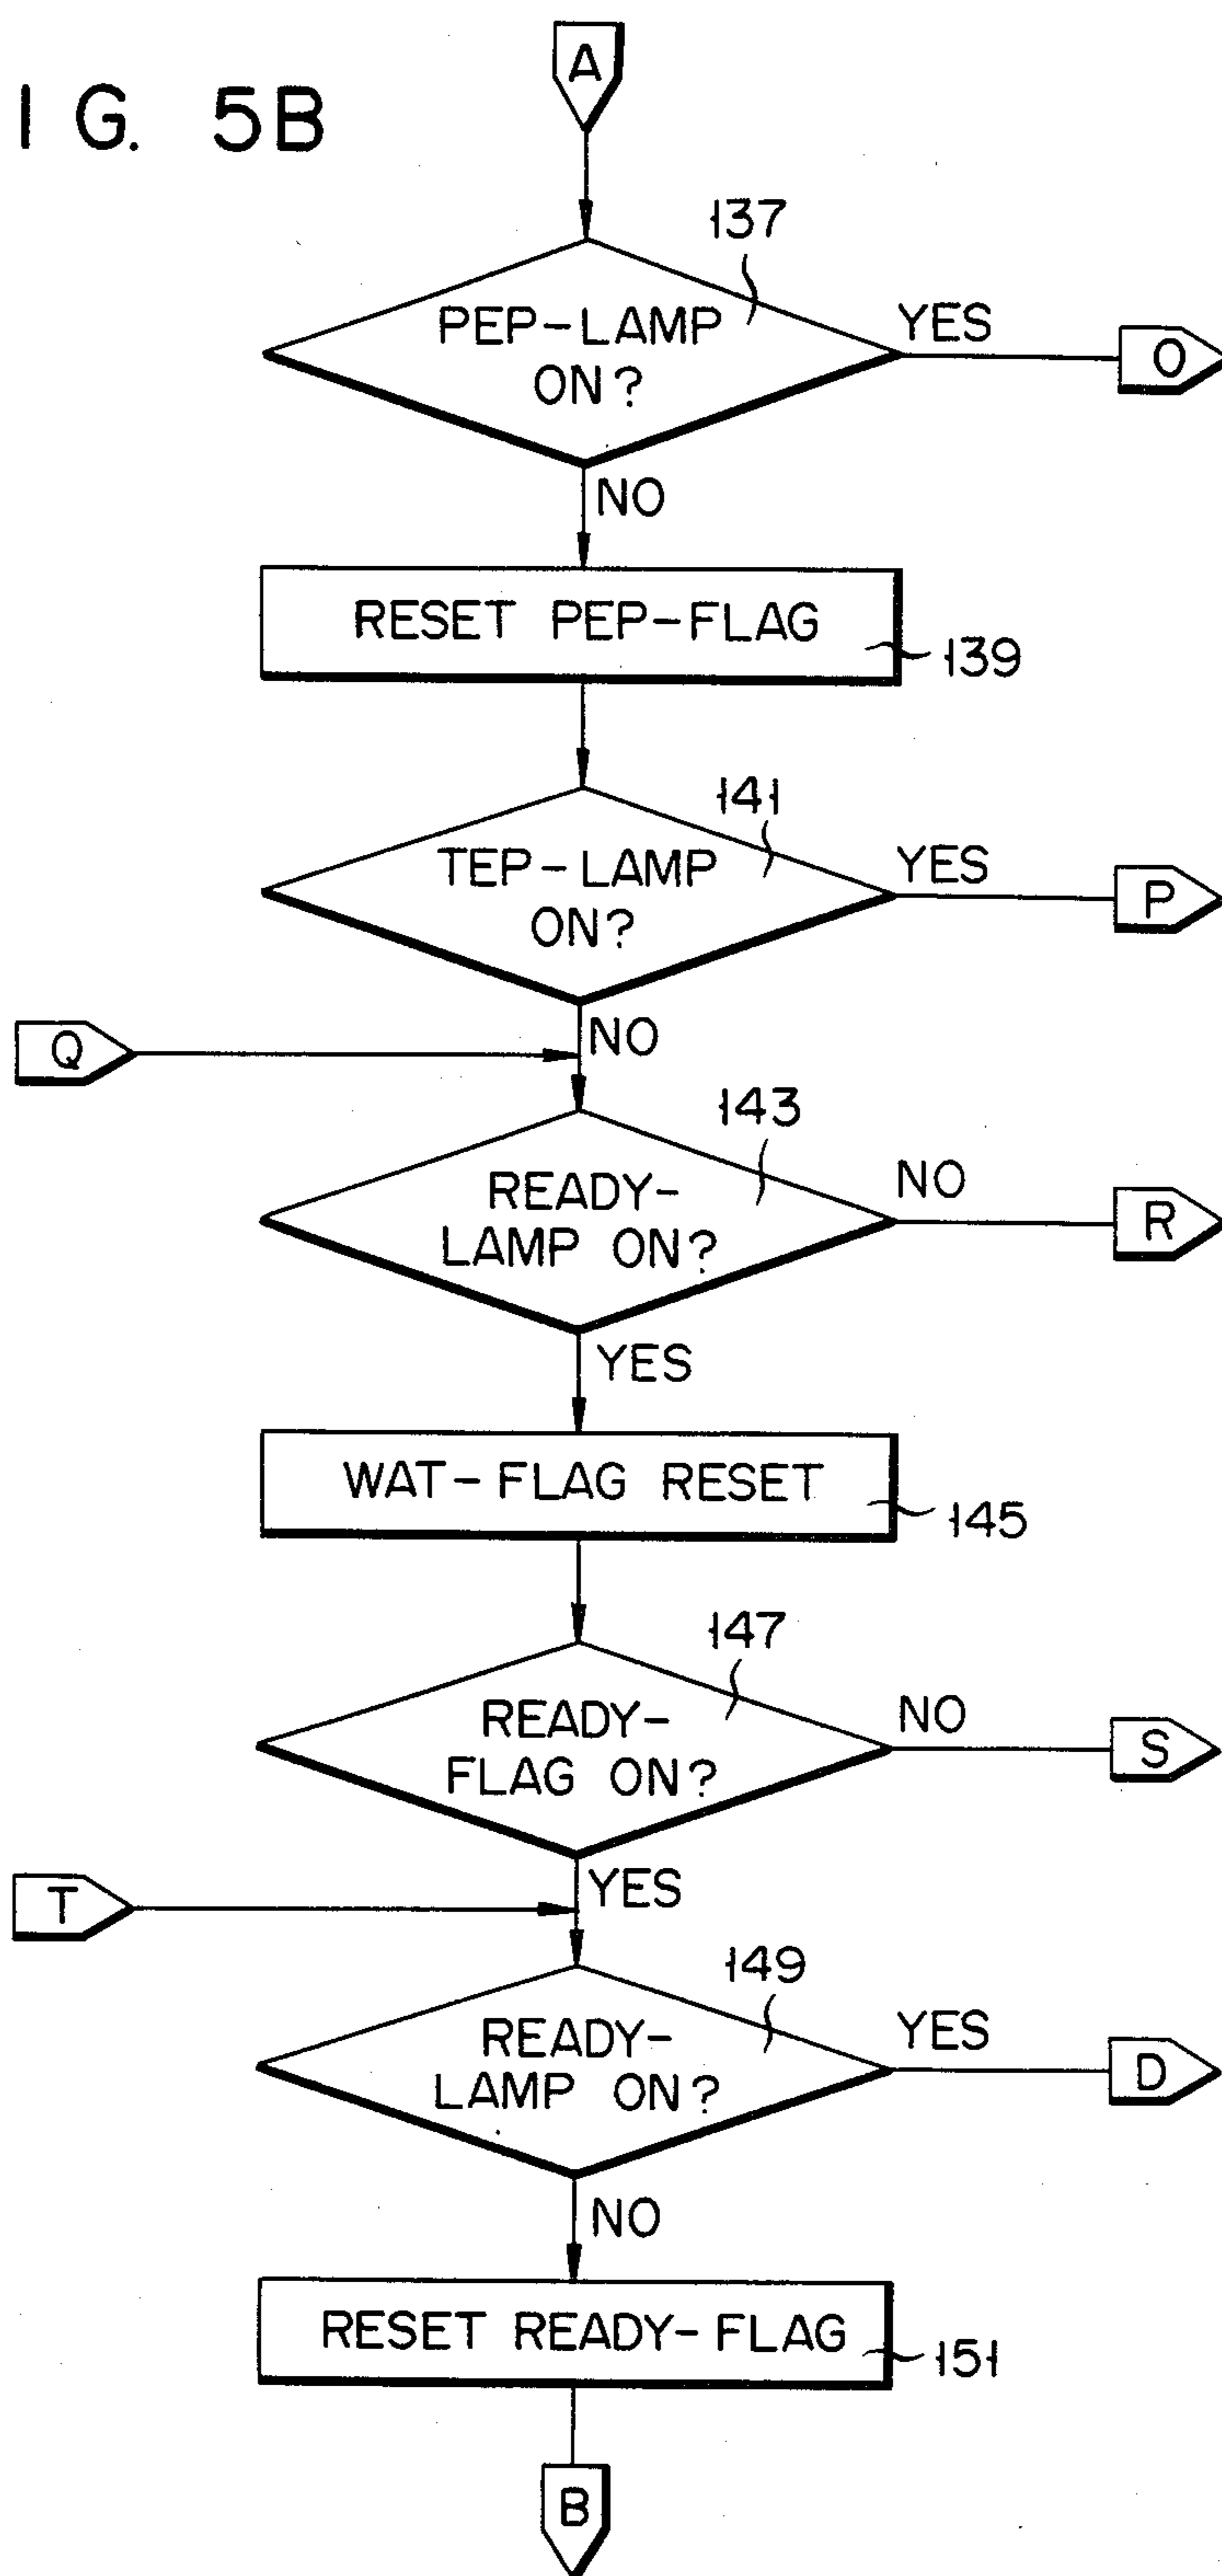 A
IG. 5B
137
PEP-LAMP
ON?
YES
O
NO
RESET PEP-FLAG
139
141
TEP-LAMP
ON?
YES
P
Q
NO
143
READY-
LAMP ON?
NO
R
YES
WAT-FLAG RESET
145
147
READY-
FLAG ON?
NO
S
T
YES
149
READY-
LAMP ON?
YES
D
NO
RESET READY-FLAG
151
B